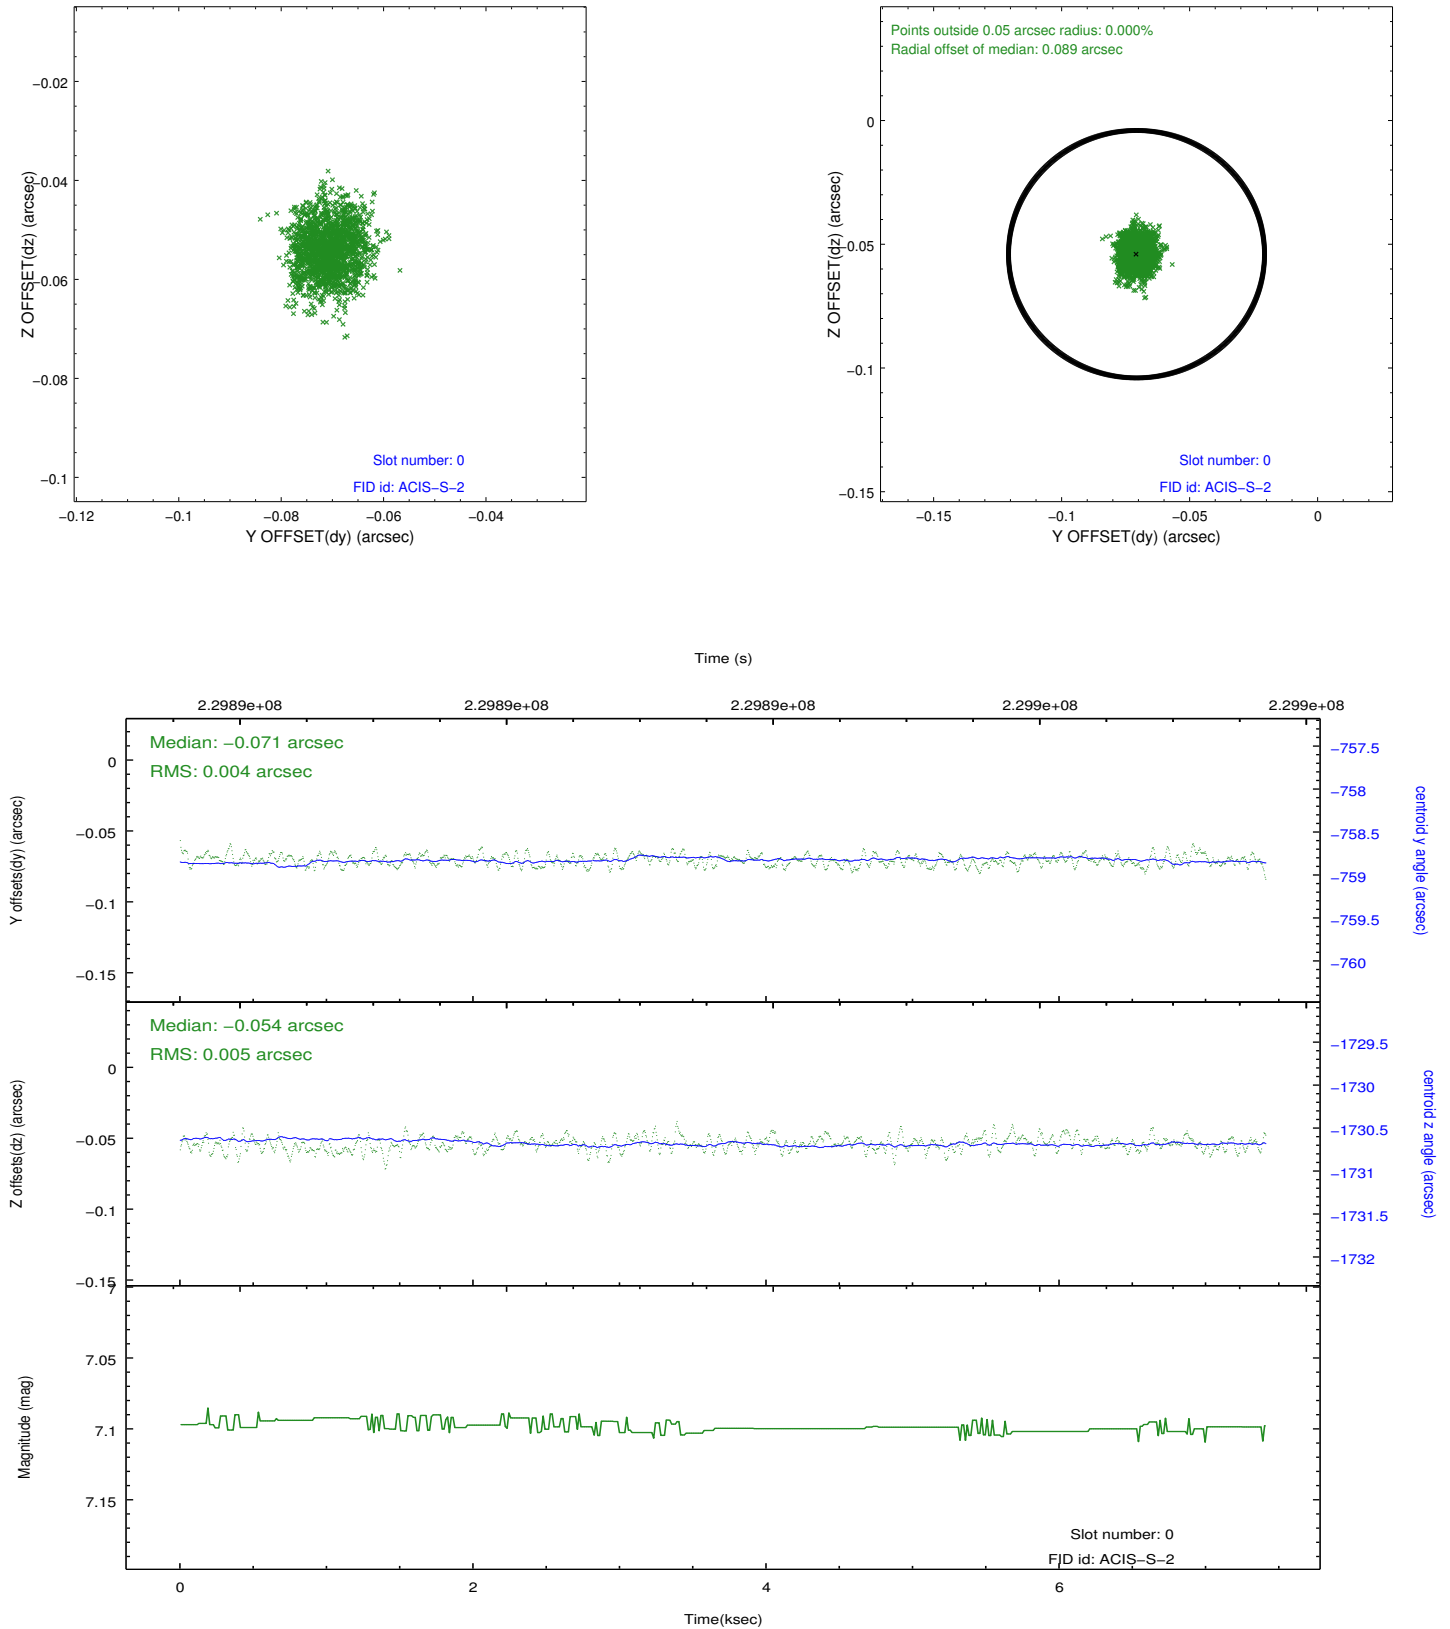 −0.02
−0.04
−0.06
−0.08
−0.1
Z OFFSET(dz) (arcsec)
Slot number: 0
FID id: ACIS−S−2
−0.12
−0.1
−0.08
−0.06
−0.04
Y OFFSET(dy) (arcsec)
Points outside 0.05 arcsec radius: 0.000%
Radial offset of median: 0.089 arcsec
0
−0.05
−0.1
−0.15
Z OFFSET(dz) (arcsec)
Slot number: 0
FID id: ACIS−S−2
−0.15
−0.1
−0.05
0
Y OFFSET(dy) (arcsec)
Time (s)
2.2989e+08
2.2989e+08
2.2989e+08
2.299e+08
2.299e+08
Median: −0.071 arcsec
RMS: 0.004 arcsec
0
−0.05
−0.1
−0.15
Y offsets(dy) (arcsec)
−757.5
−758
−758.5
−759
−759.5
−760
centroid y angle (arcsec)
Median: −0.054 arcsec
RMS: 0.005 arcsec
0
−0.05
−0.1
−0.15
Z offsets(dz) (arcsec)
−1729.5
−1730
−1730.5
−1731
−1731.5
−1732
centroid z angle (arcsec)
7
7.05
7.1
7.15
Magnitude (mag)
Slot number: 0
FID id: ACIS−S−2
0
2
4
6
Time(ksec)